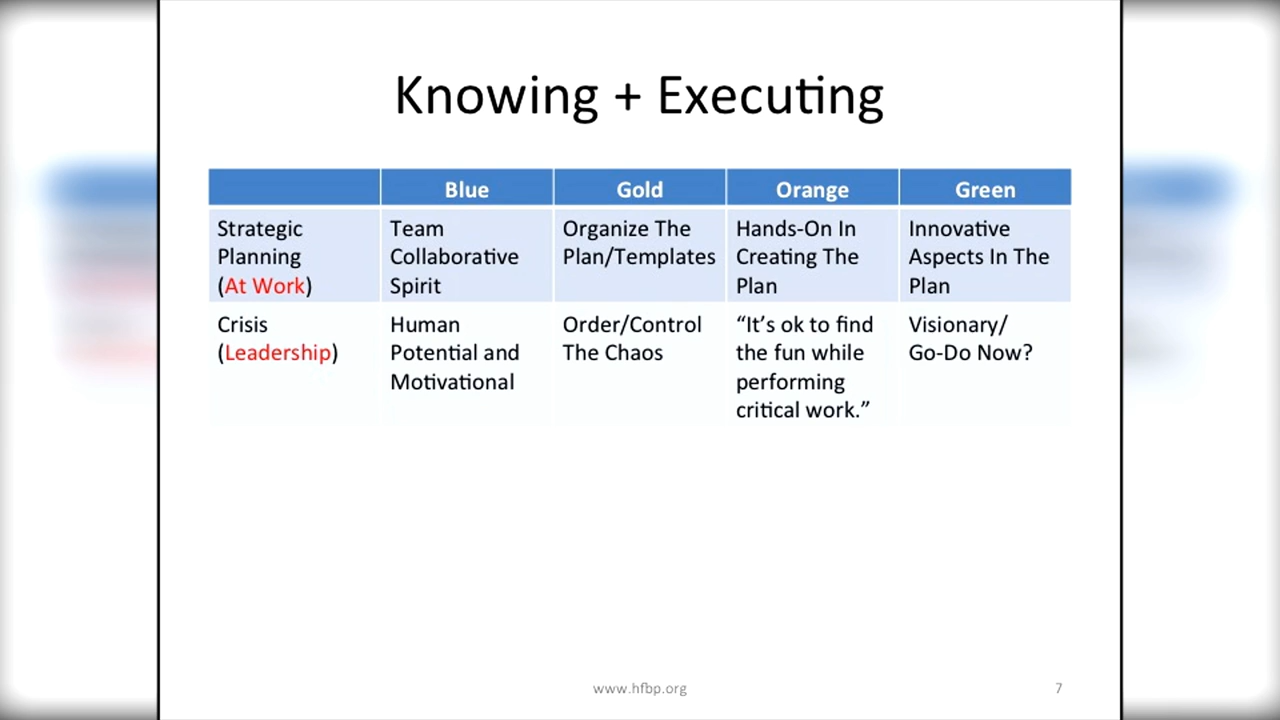 Knowing + Executing
Blue
Gold
Orange
Green
Strategic
Planning
(At Work)
Team
Collaborative
Spirit
Organize The
Plan/Templates
Hands-On In
Creating The
Plan
Innovative
Aspects In The
Plan
Crisis
(Leadership)
Human
Potential and
Motivational
Order/Control
The Chaos
“It’s ok to find
the fun while
performing
critical work.”
Visionary/
Go-Do Now?
www.hfbp.org
7